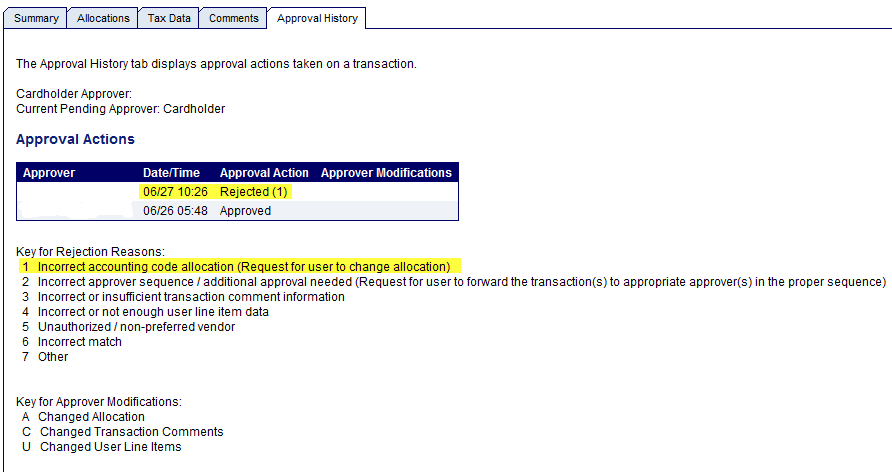 Summary Allocations Tax Data Comments Approval History
The Approval History tab displays approval actions taken on a transaction.
Cardholder Approver:
Current Pending Approver: Cardholder
Approval Actions
Approver Date/Time Approval Action Approver Modifications
06/27 10:26 Rejected (1)
06/26 05:48 Approved
Key for Rejection Reasons:
1 Incorrect accounting code allocation (Request for user to change allocation)
2 Incorrect approver sequence / additional approval needed (Request for user to forward the transaction(s) to appropriate approver(s) in the proper sequence)
3 Incorrect or insufficient transaction comment information
4 Incorrect or not enough user line item data
5 Unauthorized / non-preferred vendor
6 Incorrect match
7 Other
Key for Approver Modifications:
A Changed Allocation
C Changed Transaction Comments
U Changed User Line Items